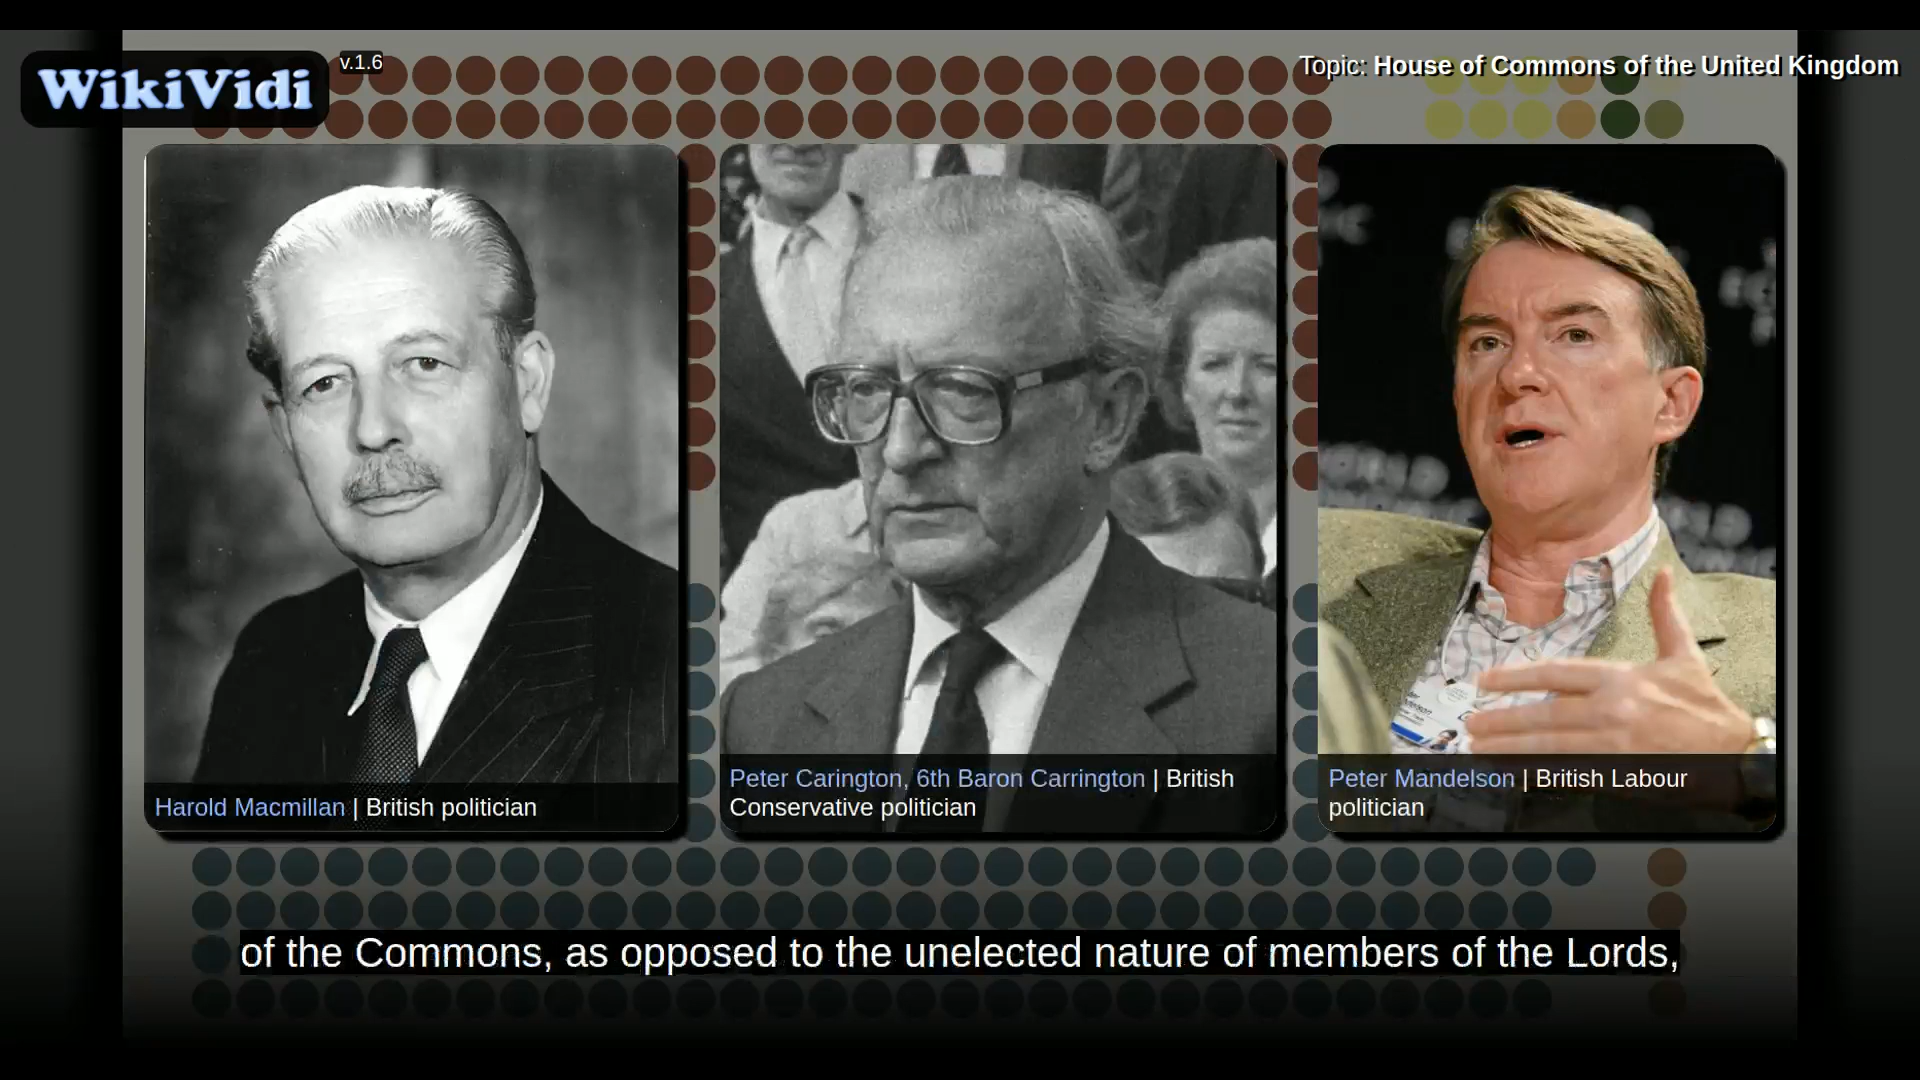 WikiVidi
v.1.6
Topic: House of Commons of the United Kingdom
Harold Macmillan | British politician
Peter Carington, 6th Baron Carrington | British
Conservative politician
Peter Mandelson | British Labour
politician
of the Commons, as opposed to the unelected nature of members of the Lords,